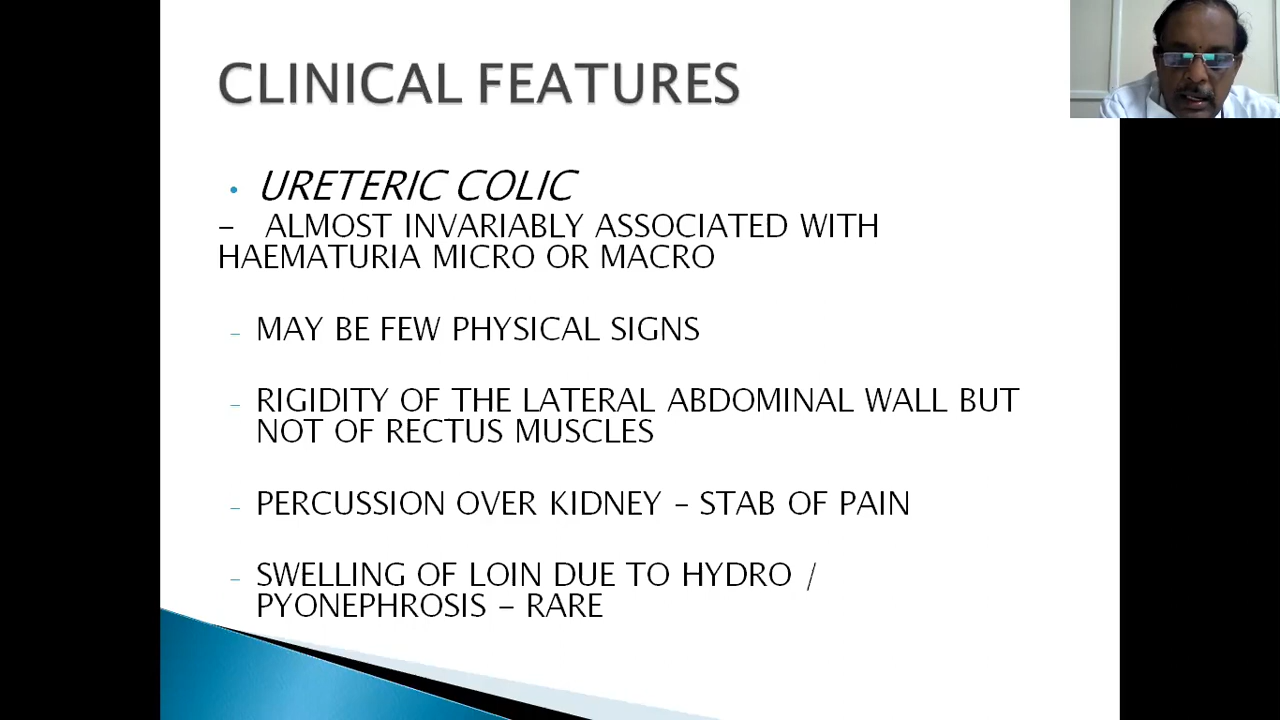 CLINICAL FEATURES
• URETERIC COLIC
– ALMOST INVARIABLY ASSOCIATED WITH
HAEMATURIA MICRO OR MACRO
– MAY BE FEW PHYSICAL SIGNS
– RIGIDITY OF THE LATERAL ABDOMINAL WALL BUT
NOT OF RECTUS MUSCLES
– PERCUSSION OVER KIDNEY – STAB OF PAIN
– SWELLING OF LOIN DUE TO HYDRO /
PYONEPHROSIS – RARE